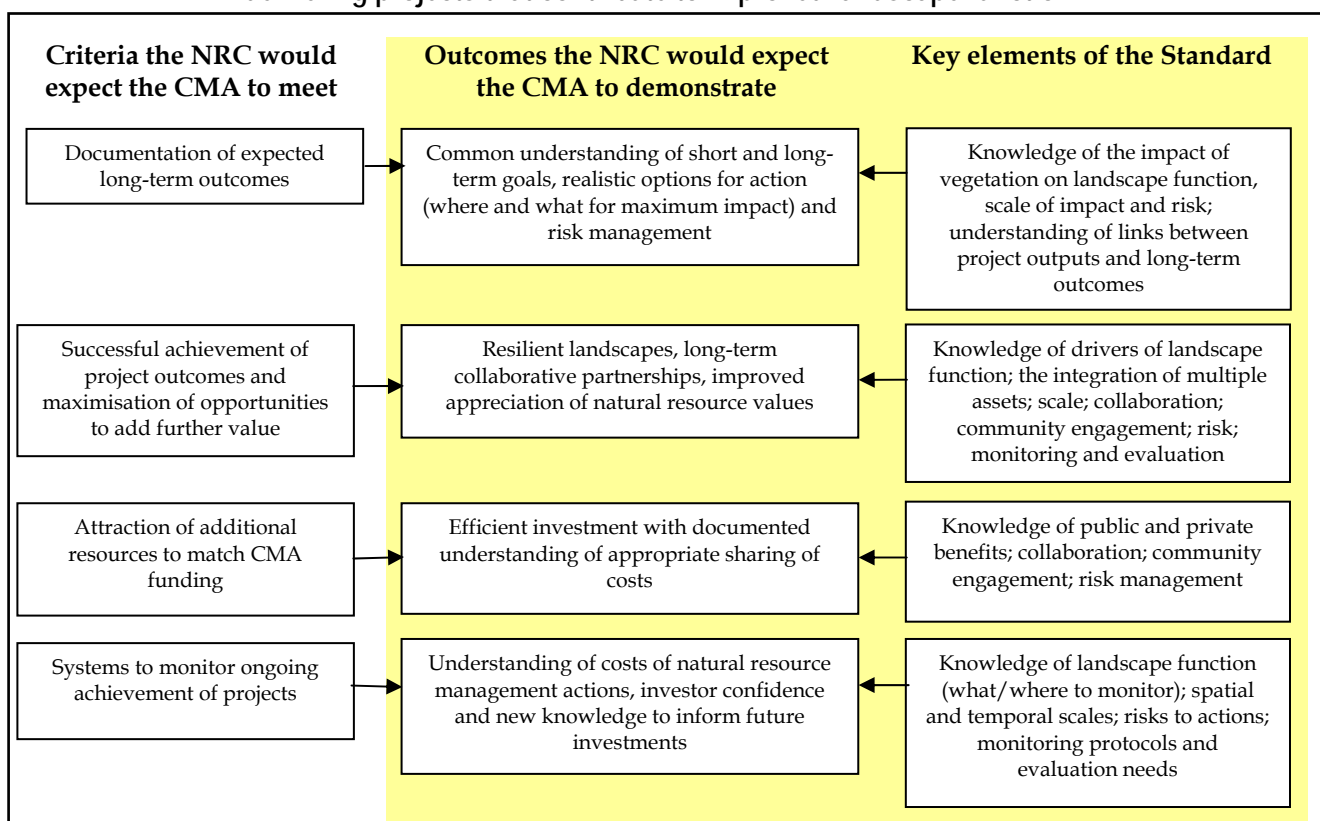 Criteria the NRC would
expect the CMA to meet
Outcomes the NRC would expect
the CMA to demonstrate
Key elements of the Standard
Documentation of expected
long-term outcomes
Common understanding of short and long-
term goals, realistic options for action
(where and what for maximum impact) and
risk management
Knowledge of the impact of
vegetation on landscape function,
scale of impact and risk;
understanding of links between
project outputs and long-term
outcomes
Successful achievement of
project outcomes and
maximisation of opportunities
to add further value
Resilient landscapes, long-term
collaborative partnerships, improved
appreciation of natural resource values
Knowledge of drivers of landscape
function; the integration of multiple
assets; scale; collaboration;
community engagement; risk;
monitoring and evaluation
Attraction of additional
resources to match CMA
funding
Efficient investment with documented
understanding of appropriate sharing of
costs
Knowledge of public and private
benefits; collaboration; community
engagement; risk management
Systems to monitor ongoing
achievement of projects
Understanding of costs of natural resource
management actions, investor confidence
and new knowledge to inform future
investments
Knowledge of landscape function
(what/where to monitor); spatial
and temporal scales; risks to actions;
monitoring protocols and
evaluation needs